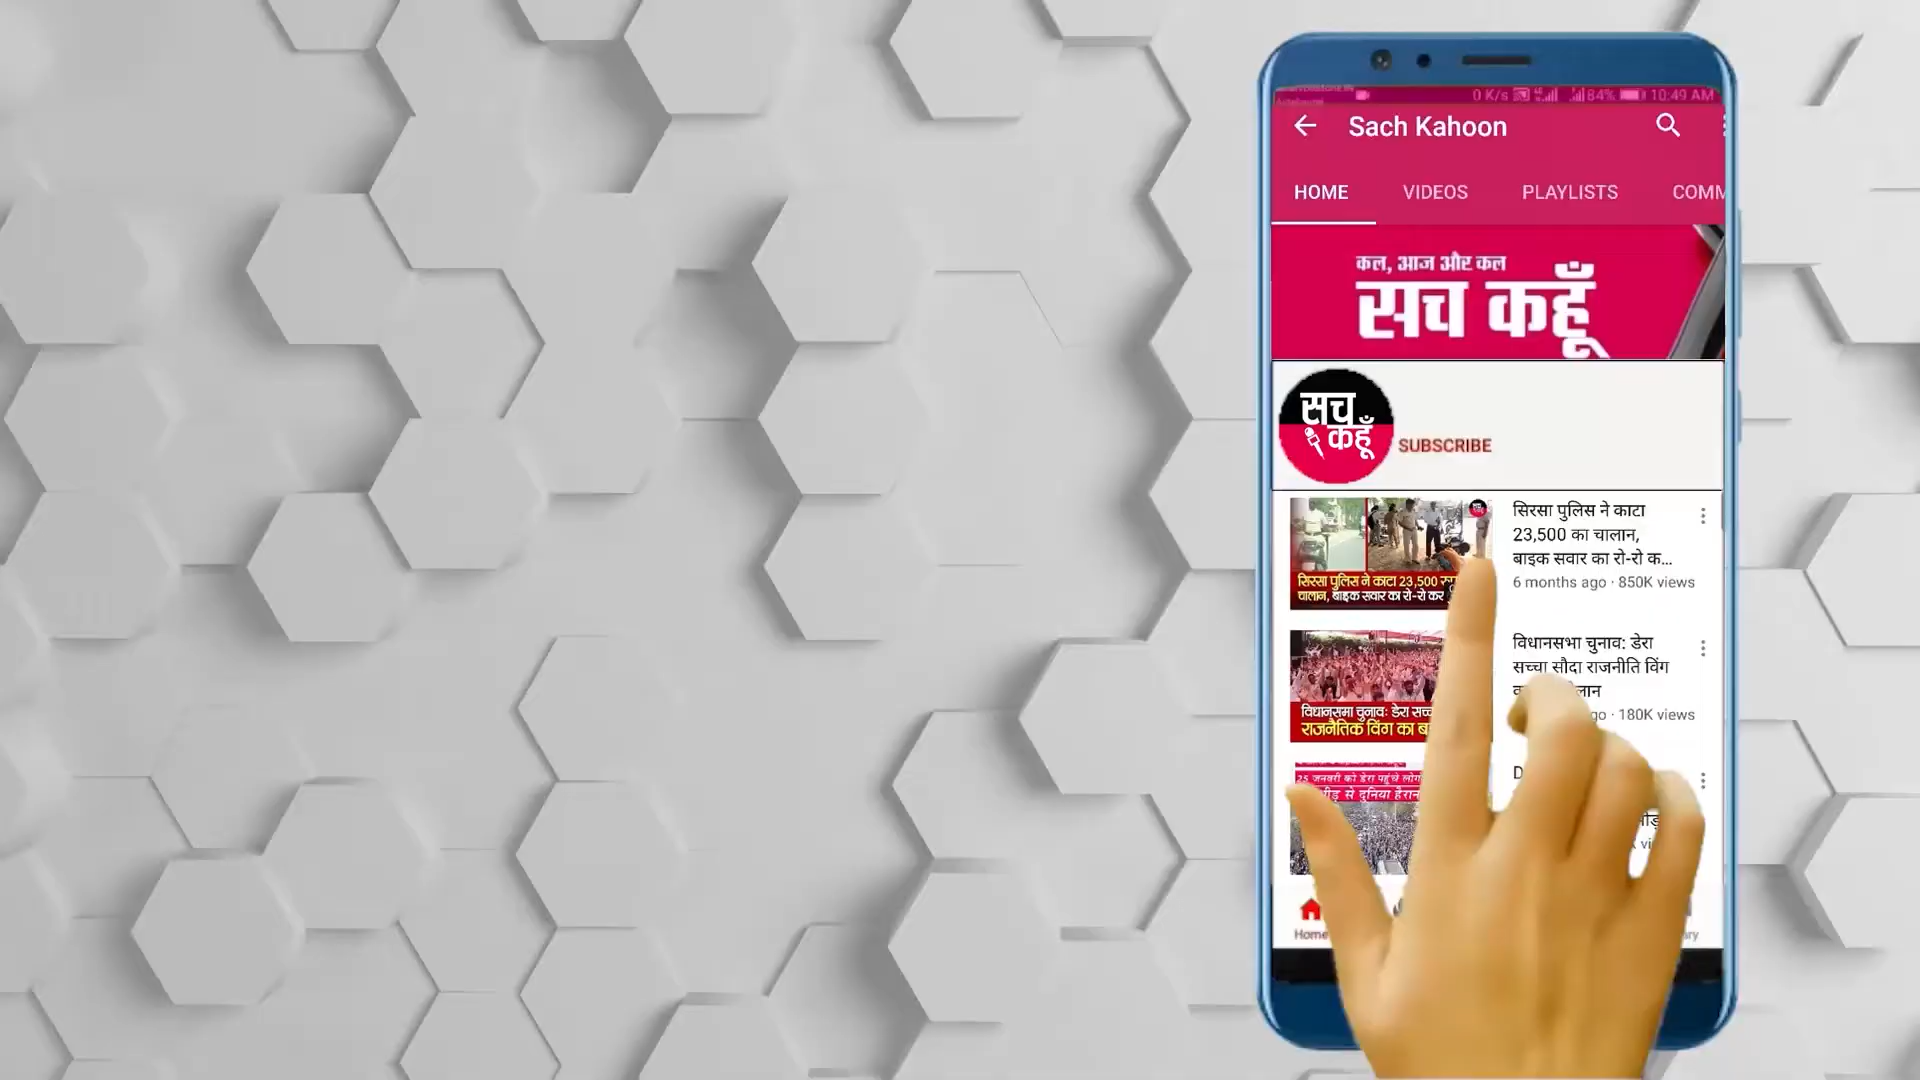 0 K/s 84% 10:49 AM
Sach Kahoon
HOME VIDEOS PLAYLISTS COMM
कल, आज और कल
सच कहूँ
सच
कहूँ
SUBSCRIBE
सिरसा पुलिस ने काटा 23,500
चालान, बाइक सवार का रो-रो कर
सिरसा पुलिस ने काटा
23,500 का चालान,
बाइक सवार का रो-रो क...
6 months ago · 850K views
विधानसभा चुनाव: डेरा
राजनैतिक विंग का
विधानसभा चुनाव: डेरा
सच्चा सौदा राजनीति विंग
180K views
25 जनवरी को डेरा पहुंचे
से दुनिया हैरान
Home